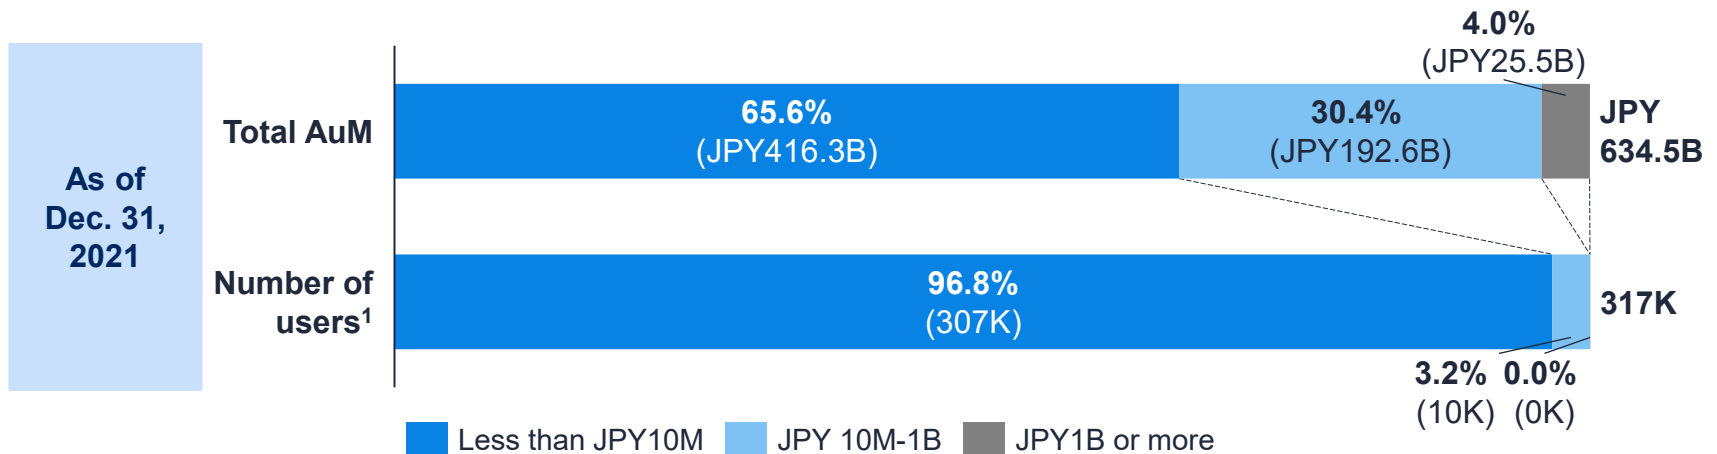 As of
Dec. 31,
2021
4.0%
(JPY25.5B)
Total AuM
65.6%
(JPY416.3B)
30.4%
(JPY192.6B)
JPY
634.5B
Number of
users¹
96.8%
(307K)
317K
3.2%
(10K)
0.0%
(0K)
Less than JPY10M
JPY 10M-1B
JPY1B or more